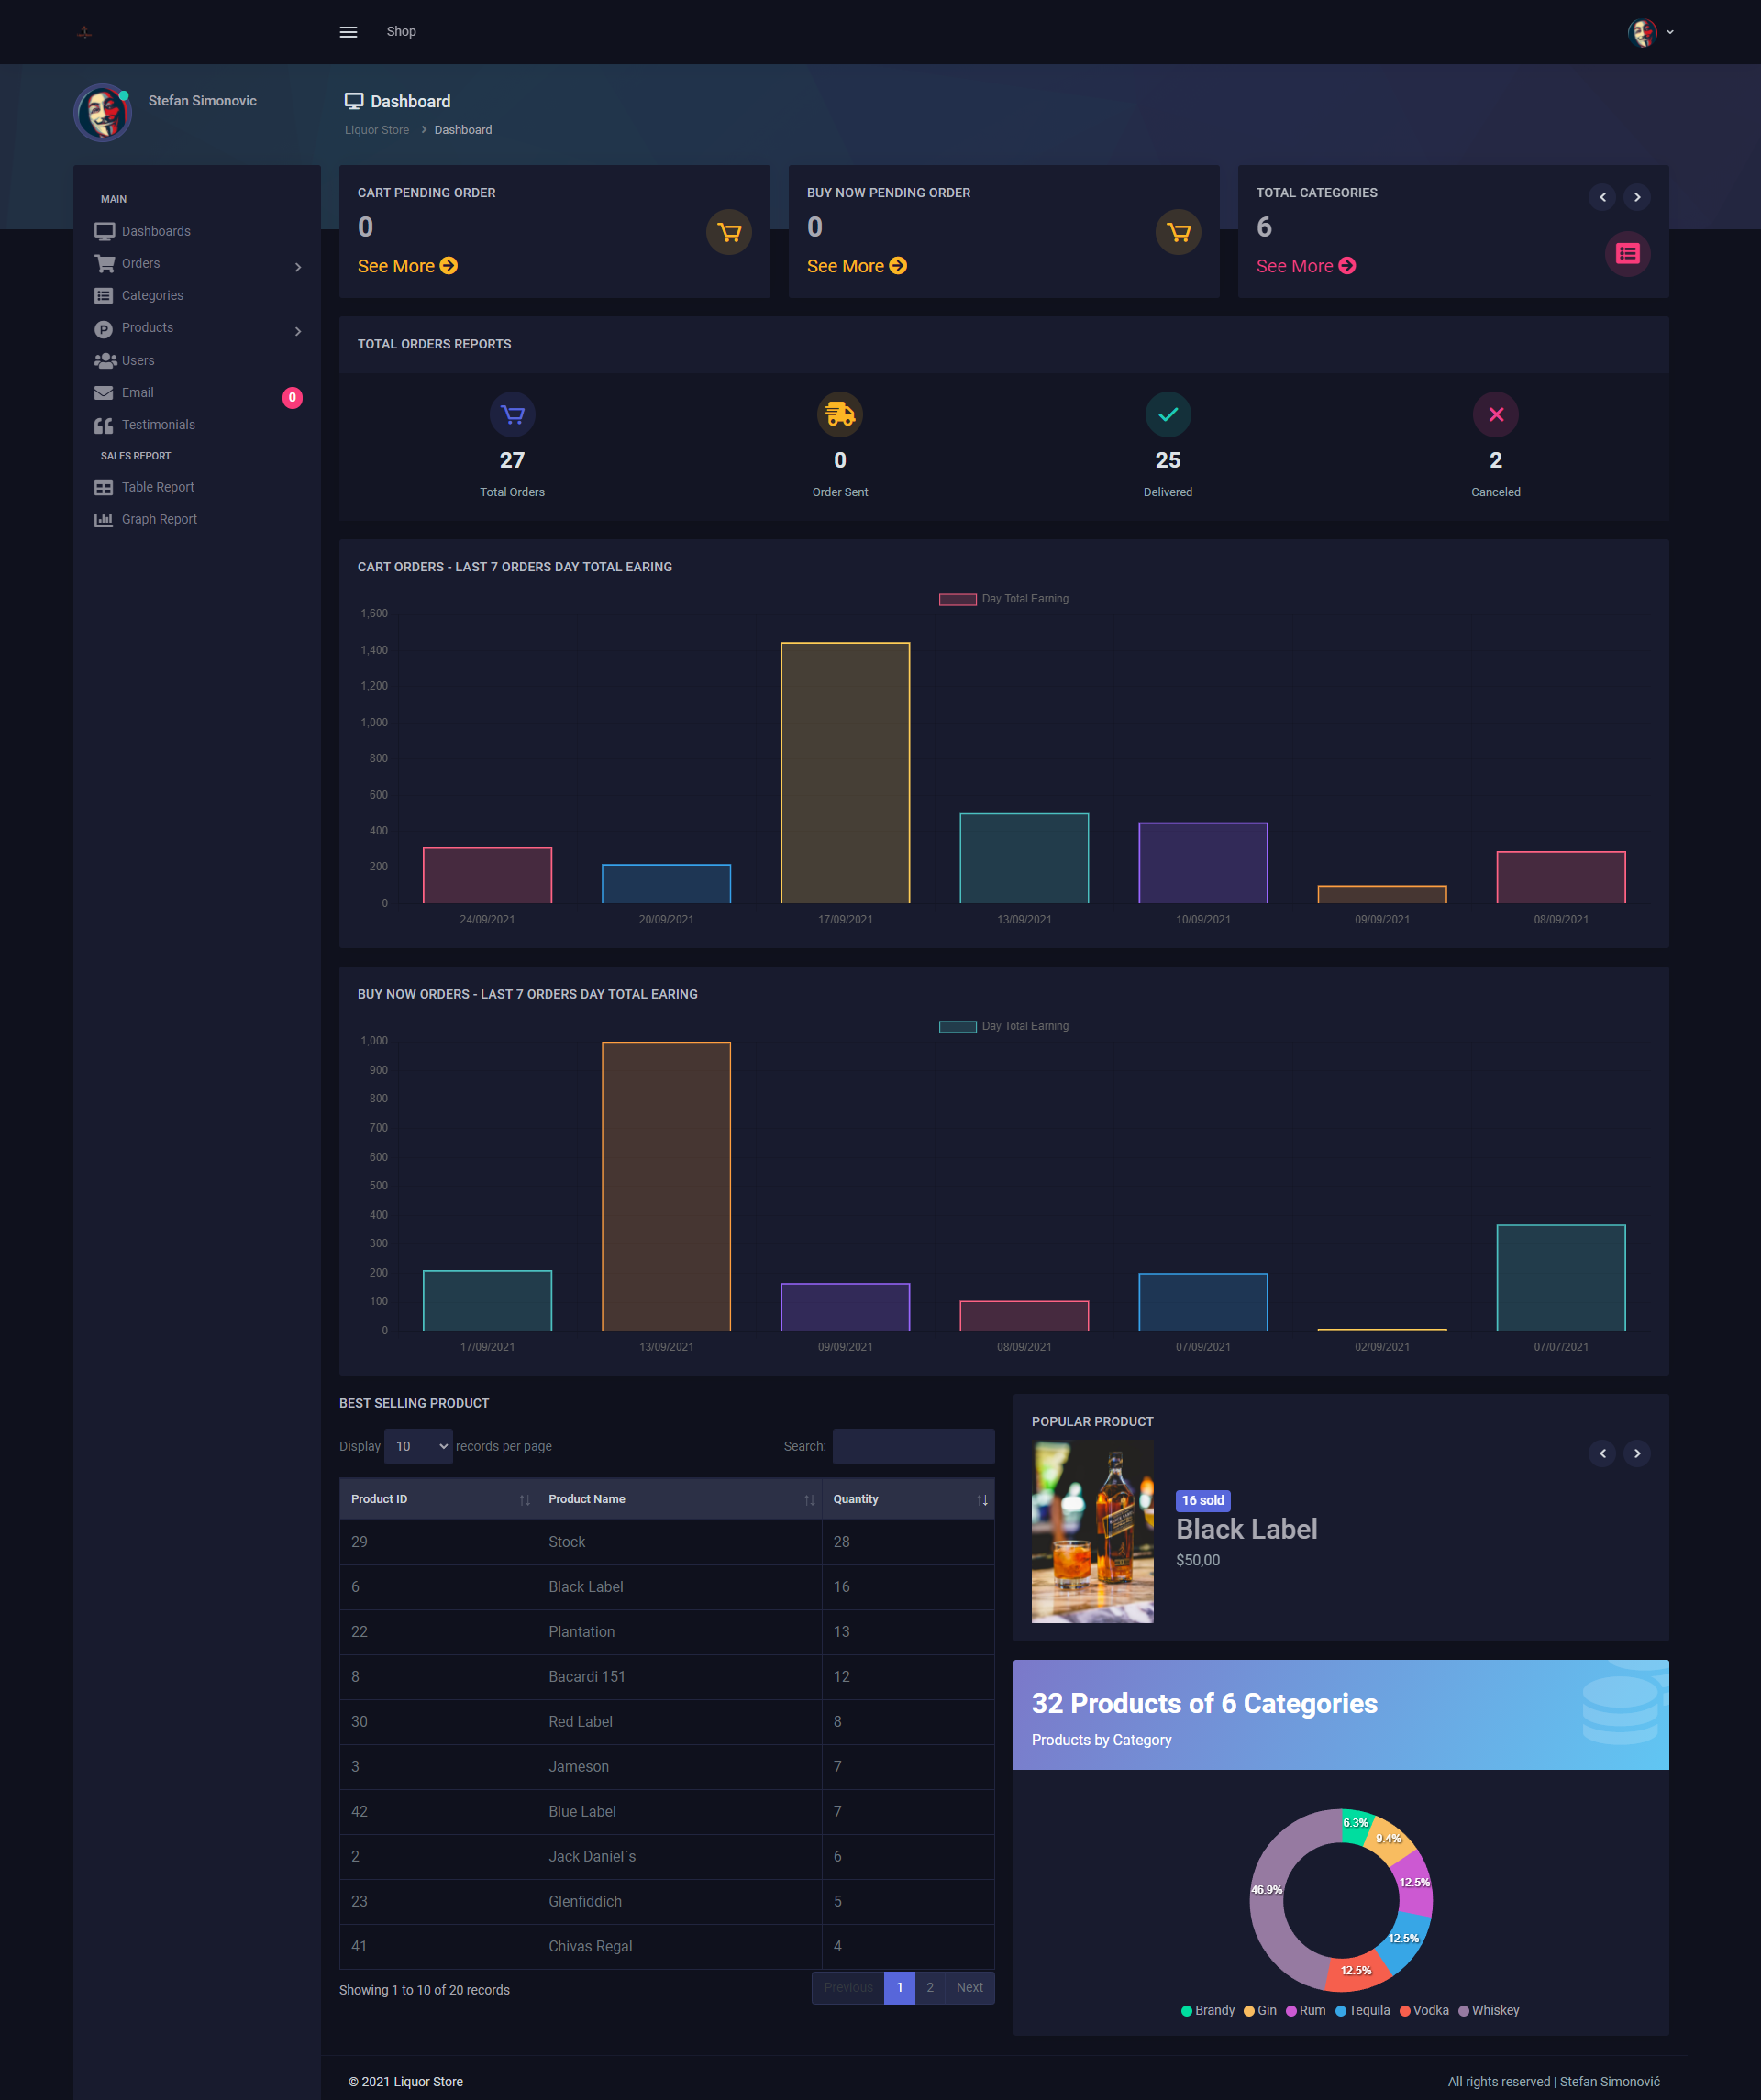 Shop
Stefan Simonovic
Dashboard
Liquor Store
Dashboard
MAIN
Dashboards
Orders
Categories
Products
Users
Email
0
Testimonials
SALES REPORT
Table Report
Graph Report
CART PENDING ORDER
0
See More
BUY NOW PENDING ORDER
0
See More
TOTAL CATEGORIES
6
See More
TOTAL ORDERS REPORTS
27
Total Orders
0
Order Sent
25
Delivered
2
Canceled
CART ORDERS - LAST 7 ORDERS DAY TOTAL EARING
Day Total Earning
1,600
1,400
1,200
1,000
800
600
400
200
0
24/09/2021 20/09/2021 17/09/2021 13/09/2021 10/09/2021 09/09/2021 08/09/2021
BUY NOW ORDERS - LAST 7 ORDERS DAY TOTAL EARING
Day Total Earning
1,000
900
800
700
600
500
400
300
200
100
0
17/09/2021 13/09/2021 09/09/2021 08/09/2021 07/09/2021 02/09/2021 07/07/2021
BEST SELLING PRODUCT
Display 10 records per page
Search:
Product ID Product Name Quantity
29 Stock 28
6 Black Label 16
22 Plantation 13
8 Bacardi 151 12
30 Red Label 8
3 Jameson 7
42 Blue Label 7
2 Jack Daniel`s 6
23 Glenfiddich 5
41 Chivas Regal 4
Showing 1 to 10 of 20 records
Previous 1 2 Next
POPULAR PRODUCT
16 sold
Black Label
$50,00
32 Products of 6 Categories
Products by Category
6.3%
9.4%
12.5%
12.5%
12.5%
46.9%
Brandy Gin Rum Tequila Vodka Whiskey
© 2021 Liquor Store
All rights reserved | Stefan Simonović